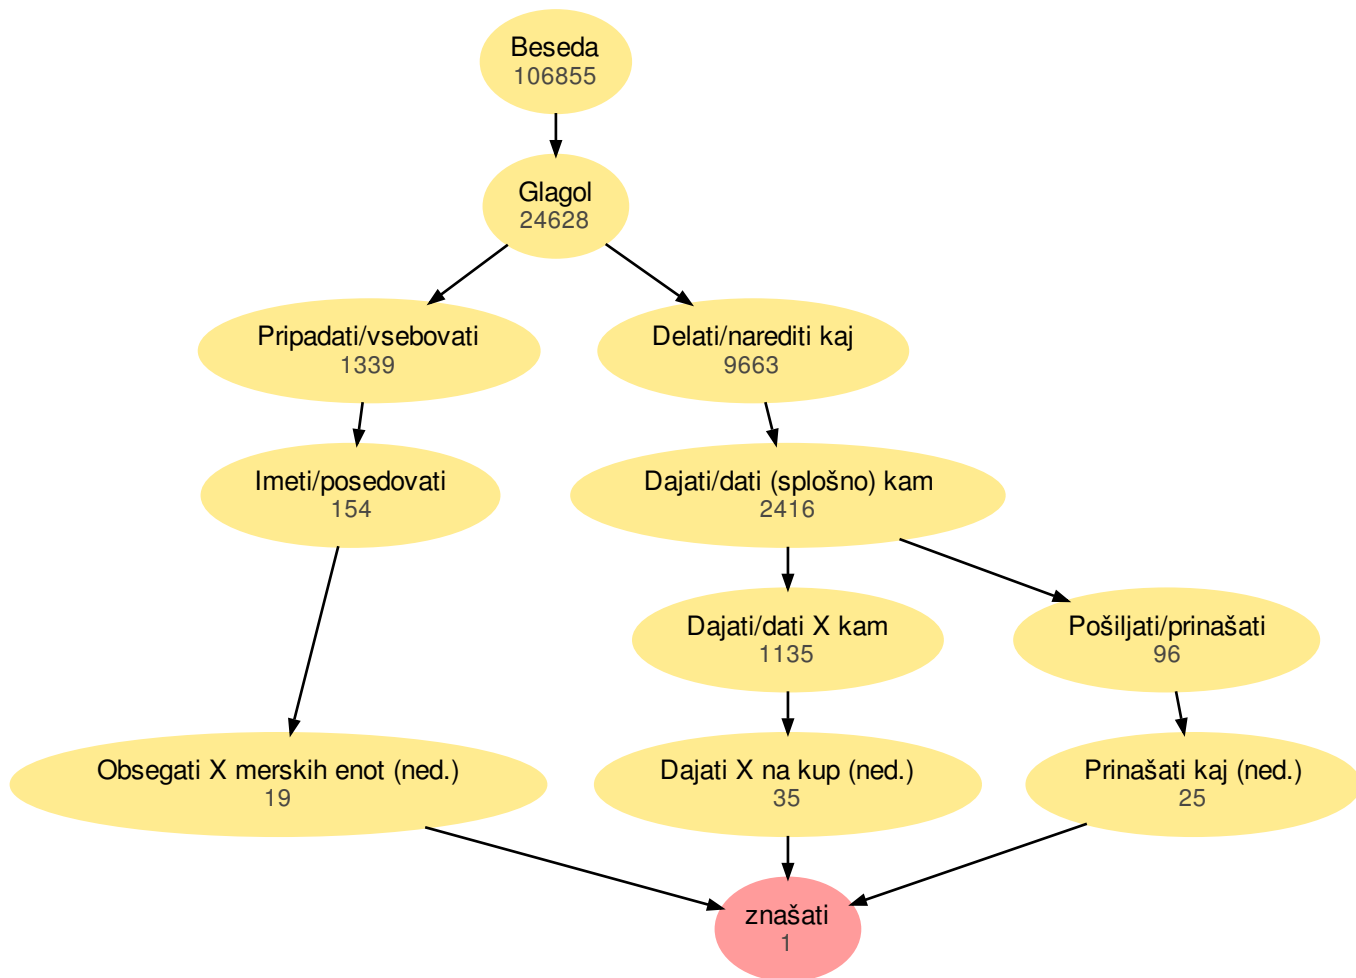 Beseda
106855
Glagol
24628
Pripadati/vsebovati
1339
Delati/narediti kaj
9663
Imeti/posedovati
154
Dajati/dati (splošno) kam
2416
Dajati/dati X kam
1135
Pošiljati/prinašati
96
Obsegati X merskih enot (ned.)
19
Dajati X na kup (ned.)
35
Prinašati kaj (ned.)
25
znašati
1